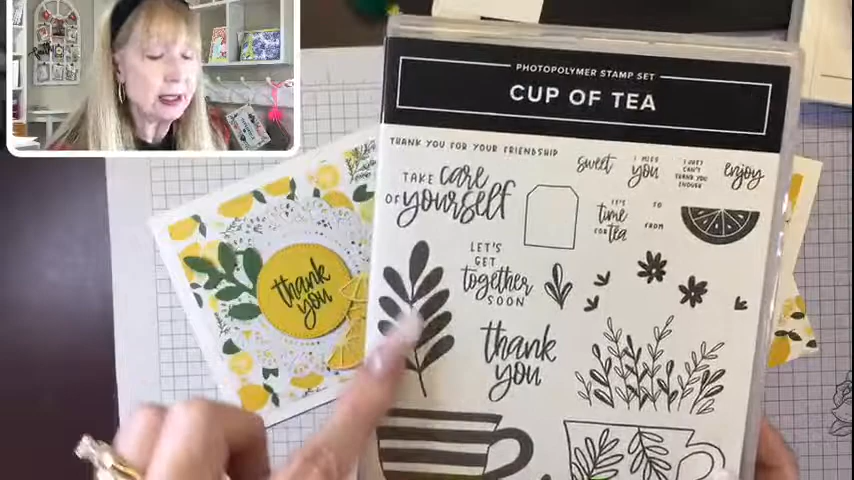 PHOTOPOLYMER STAMP SET
CUP OF TEA
THANK YOU FOR YOUR FRIENDSHIP
TAKE care
OF yourself
sweet
I MISS
you
I JUST
CAN'T THANK YOU
ENOUGH
enjoy
IT'S
time
FOR tea
TO
FROM
LET'S
GET
together
SOON
thank
you
thank
you